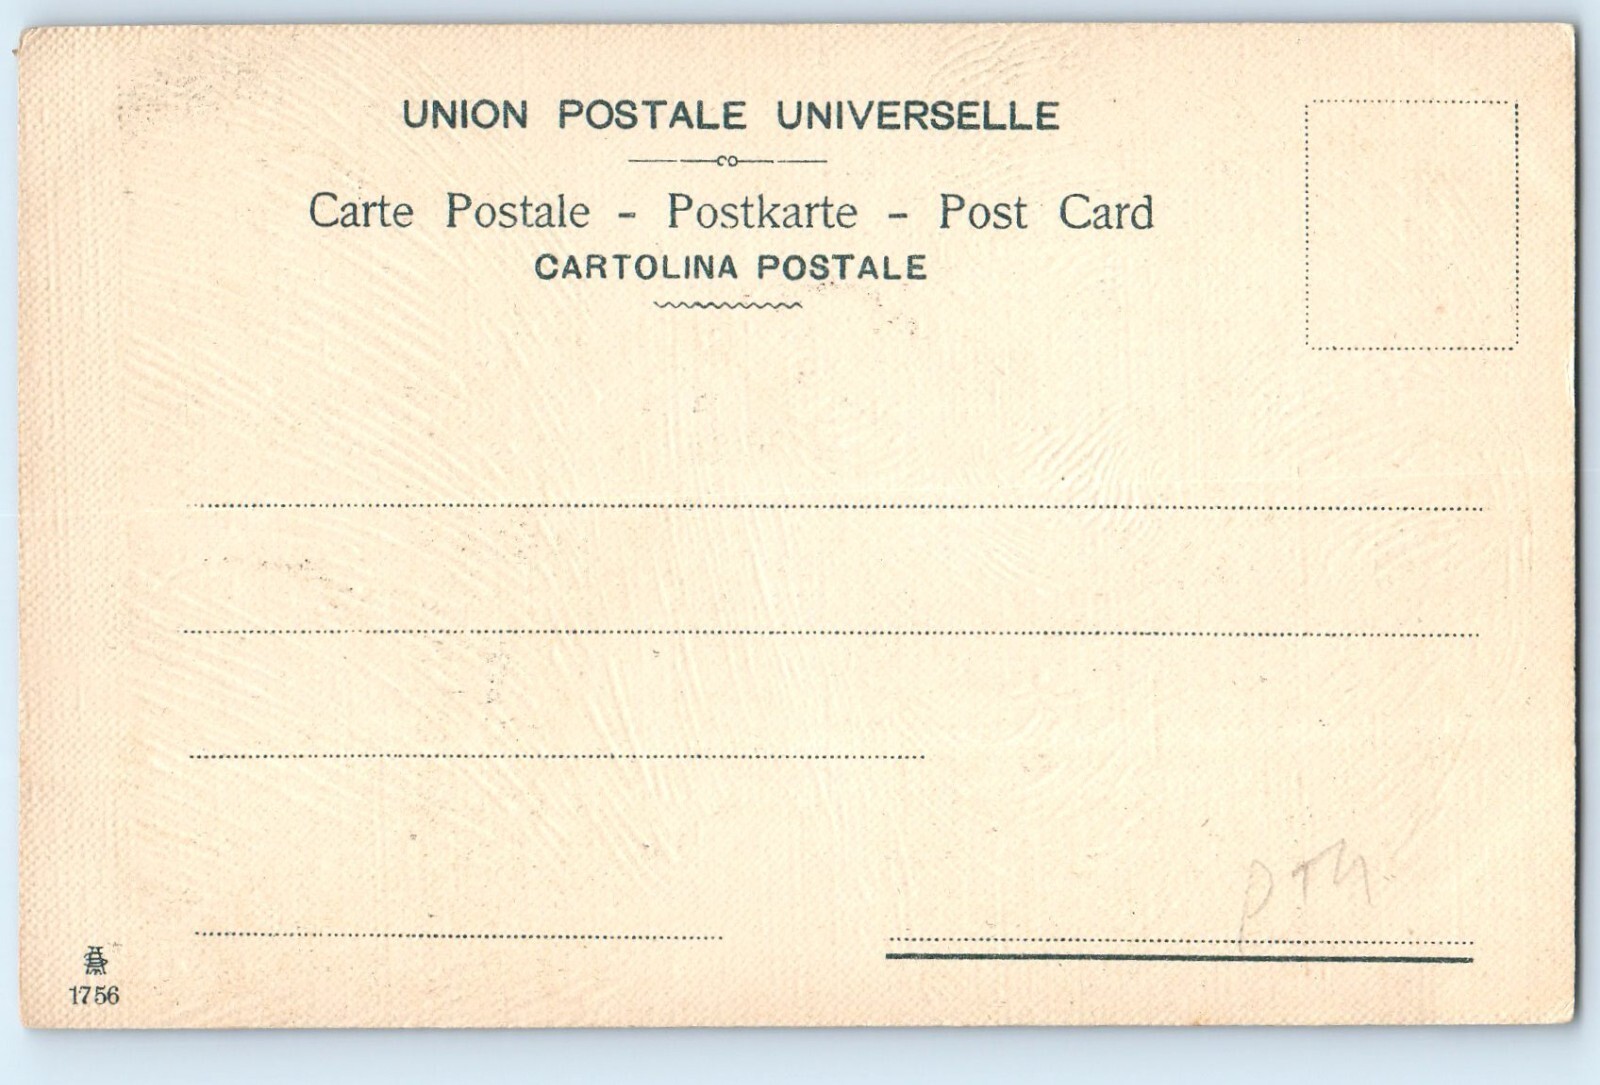 UNION POSTALE UNIVERSELLE
Carte Postale - Postkarte - Post Card
CARTOLINA POSTALE
1756